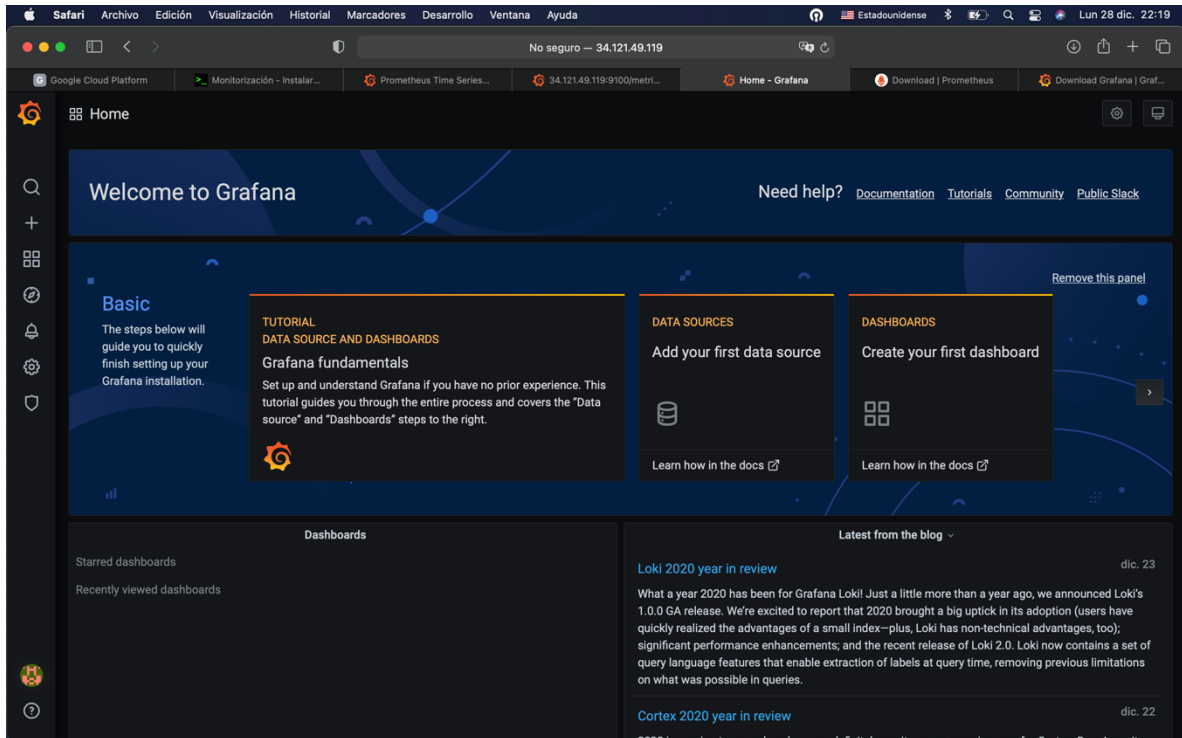 Safari Archivo Edición Visualización Historial Marcadores Desarrollo Ventana Ayuda Estadounidense Lun 28 dic. 22:19
No seguro — 34.121.49.119
G Google Cloud Platform >_ Monitorización - Instalar... Prometheus Time Series... 34.121.49.119:9100/metri... Home - Grafana Download | Prometheus Download Grafana | Graf...
Home
Welcome to Grafana
Need help? Documentation Tutorials Community Public Slack
Remove this panel
Basic
The steps below will
guide you to quickly
finish setting up your
Grafana installation.
TUTORIAL
DATA SOURCE AND DASHBOARDS
Grafana fundamentals
Set up and understand Grafana if you have no prior experience. This
tutorial guides you through the entire process and covers the “Data
source” and “Dashboards” steps to the right.
DATA SOURCES
Add your first data source
Learn how in the docs
DASHBOARDS
Create your first dashboard
Learn how in the docs
Dashboards
Starred dashboards
Recently viewed dashboards
Latest from the blog
Loki 2020 year in review dic. 23
What a year 2020 has been for Grafana Loki! Just a little more than a year ago, we announced Loki’s
1.0.0 GA release. We’re excited to report that 2020 brought a big uptick in its adoption (users have
quickly realized the advantages of a small index—plus, Loki has non-technical advantages, too);
significant performance enhancements; and the recent release of Loki 2.0. Loki now contains a set of
query language features that enable extraction of labels at query time, removing previous limitations
on what was possible in queries.
Cortex 2020 year in review dic. 22